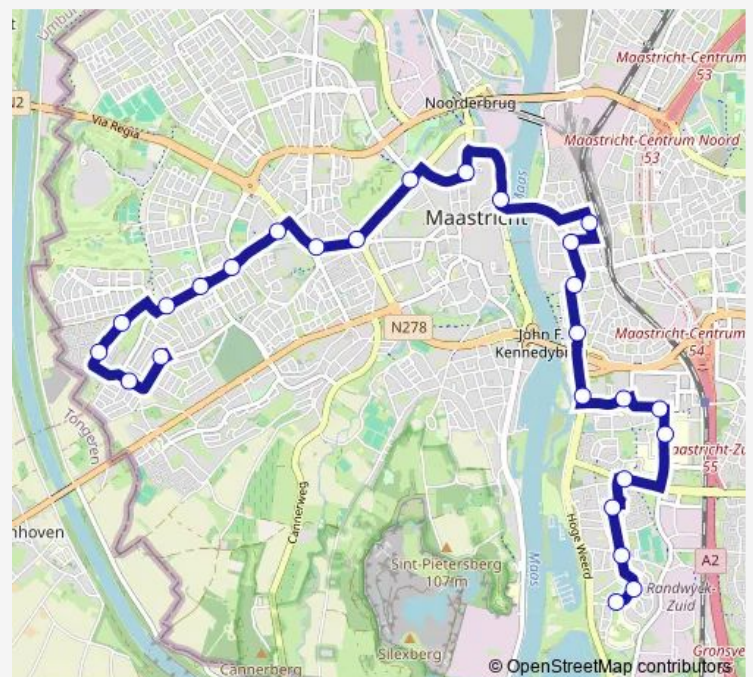 Maastricht-Centrum
53
Noorderbrug
N2
Via Regia
Maastricht-Centrum Noord
53
Maas
Maastricht
N278
John F.
Kennedybr
Maastricht-Centrum
54
Tongeren
aastricht-Zu
55
Cannerweg
Hoge Weerd
nhoven
Sint-Pietersberg
107 m
Maas
A2
Randwyck-
Zuid
Silexberg
Cannerberg
Gronsve
© OpenStreetMap contributors